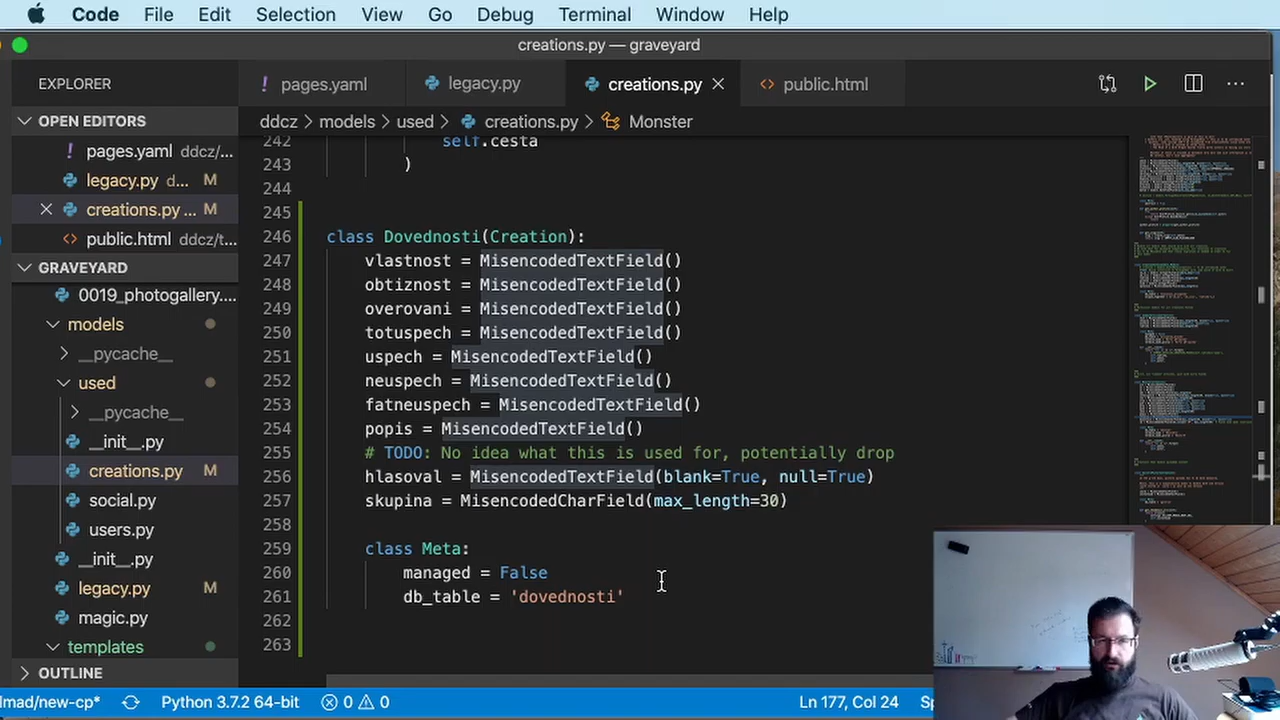 Code File Edit Selection View Go Debug Terminal Window Help
creations.py — graveyard
EXPLORER
OPEN EDITORS
pages.yaml ddcz/...
legacy.py d... M
creations.py ... M
public.html ddcz/t...
GRAVEYARD
0019_photogallery....
models
__pycache__
used
__pycache__
__init__.py
creations.py M
social.py
users.py
__init__.py
legacy.py M
magic.py
templates
OUTLINE
pages.yaml legacy.py creations.py public.html
ddcz > models > used > creations.py > Monster
242 self.cesta
243 )
244
245
246 class Dovednosti(Creation):
247 vlastnost = MisencodedTextField()
248 obtiznost = MisencodedTextField()
249 overovani = MisencodedTextField()
250 totuspech = MisencodedTextField()
251 uspech = MisencodedTextField()
252 neuspech = MisencodedTextField()
253 fatneuspech = MisencodedTextField()
254 popis = MisencodedTextField()
255 # TODO: No idea what this is used for, potentially drop
256 hlasoval = MisencodedTextField(blank=True, null=True)
257 skupina = MisencodedCharField(max_length=30)
258
259 class Meta:
260 managed = False
261 db_table = 'dovednosti'
262
263
lmad/new-cp* Python 3.7.2 64-bit 0 0 Ln 177, Col 24